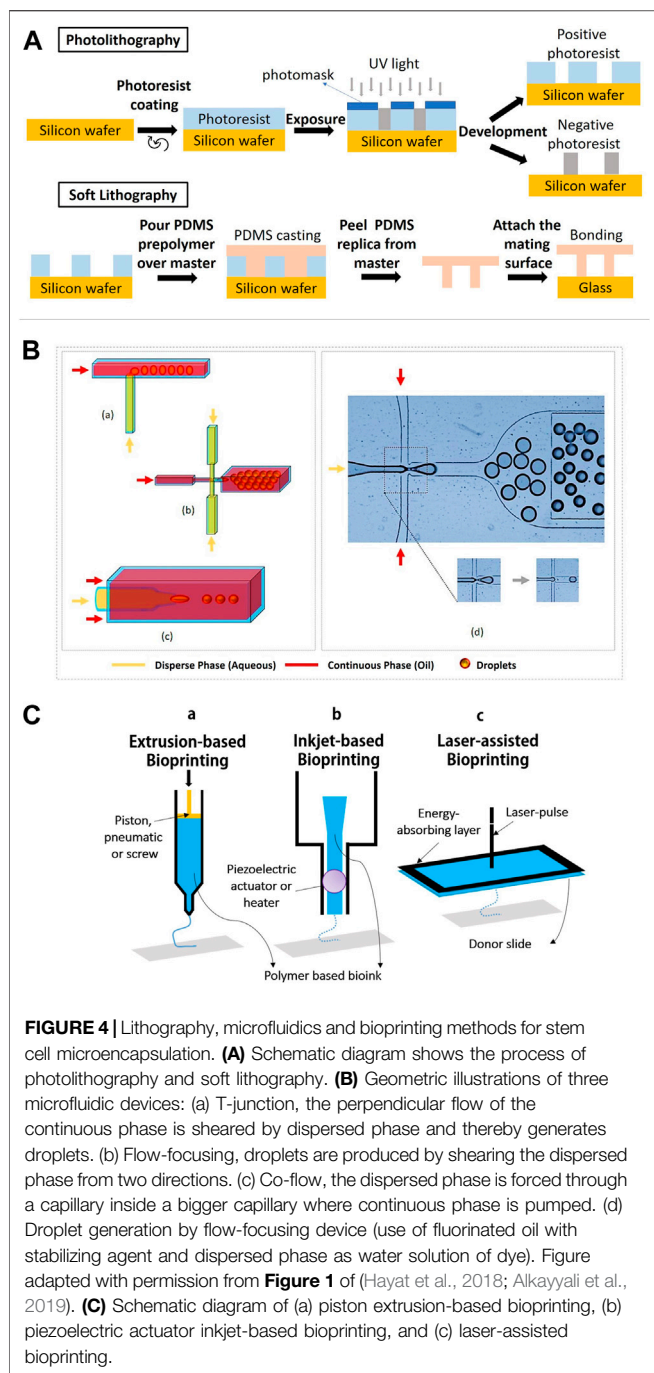 A
Photolithography
Silicon wafer
Photoresist
coating
Photoresist
Silicon wafer
Exposure
photomask
UV light
Silicon wafer
Development
Positive
photoresist
Silicon wafer
Negative
photoresist
Silicon wafer
Soft Lithography
Silicon wafer
Pour PDMS
prepolymer
over master
PDMS casting
Silicon wafer
Peel PDMS
replica from
master
Attach the
mating
surface
Bonding
Glass
B
(a)
(b)
(c)
(d)
Disperse Phase (Aqueous)
Continuous Phase (Oil)
Droplets
C
a
Extrusion-based
Bioprinting
Piston,
pneumatic
or screw
b
Inkjet-based
Bioprinting
Piezoelectric
actuator or
heater
Polymer based bioink
c
Laser-assisted
Bioprinting
Energy-
absorbing layer
Laser-pulse
Donor slide
FIGURE 4 | Lithography, microfluidics and bioprinting methods for stem
cell microencapsulation. (A) Schematic diagram shows the process of
photolithography and soft lithography. (B) Geometric illustrations of three
microfluidic devices: (a) T-junction, the perpendicular flow of the
continuous phase is sheared by dispersed phase and thereby generates
droplets. (b) Flow-focusing, droplets are produced by shearing the dispersed
phase from two directions. (c) Co-flow, the dispersed phase is forced through
a capillary inside a bigger capillary where continuous phase is pumped. (d)
Droplet generation by flow-focusing device (use of fluorinated oil with
stabilizing agent and dispersed phase as water solution of dye). Figure
adapted with permission from Figure 1 of (Hayat et al., 2018; Alkayyali et al.,
2019). (C) Schematic diagram of (a) piston extrusion-based bioprinting, (b)
piezoelectric actuator inkjet-based bioprinting, and (c) laser-assisted
bioprinting.